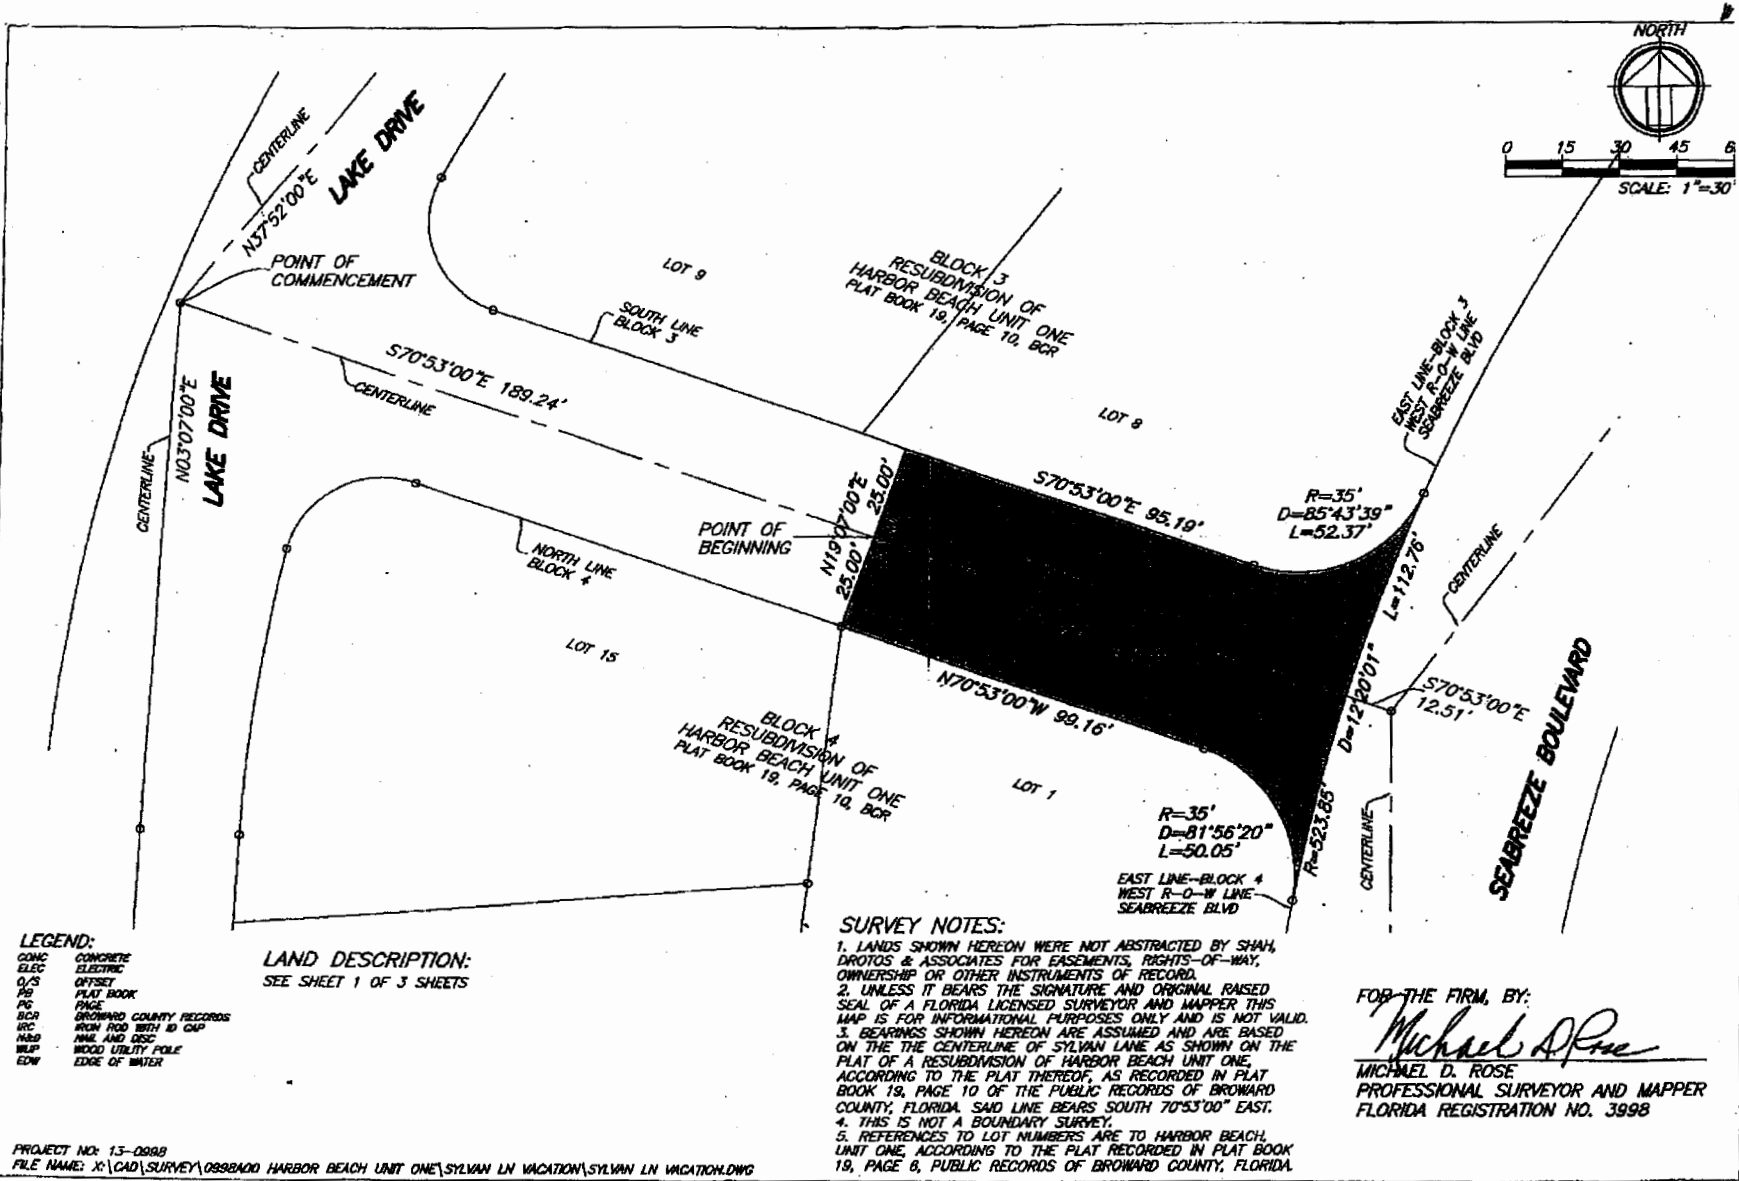 NORTH
0 15 30 45 6
SCALE: 1"=30'
CENTERLINE
LAKE DRIVE
N37°52'00"E
POINT OF
COMMENCEMENT
LOT 9
BLOCK 3
RESUBDIVISION OF
HARBOR BEACH UNIT ONE
PLAT BOOK 19, PAGE 10, BCR
SOUTH LINE
BLOCK 3
S70°53'00"E 189.24'
CENTERLINE
EAST LINE-BLOCK 3
WEST R-O-W LINE
SEABREEZE BLVD
LOT 8
N03°07'00"E
LAKE DRIVE
CENTERLINE
S70°53'00"E 95.19'
R=35'
D=85°43'39"
L=52.37'
N19°07'00"E
25.00'
25.00'
POINT OF
BEGINNING
NORTH LINE
BLOCK 4
L=112.76'
CENTERLINE
LOT 15
D=12°20'01"
S70°53'00"E
12.51'
N70°53'00"W 99.16'
SEABREEZE BOULEVARD
BLOCK 4
RESUBDIVISION OF
HARBOR BEACH UNIT ONE
PLAT BOOK 19, PAGE 10, BCR
LOT 1
R=35'
D=81°56'20"
L=50.05'
R=523.85'
CENTERLINE
EAST LINE-BLOCK 4
WEST R-O-W LINE
SEABREEZE BLVD
LEGEND:
CONC CONCRETE
ELEC ELECTRIC
O/S OFFSET
PB PLAT BOOK
PG PAGE
BCR BROWARD COUNTY RECORDS
IRC IRON ROD WITH ID CAP
N&D NAIL AND DISC
WUP WOOD UTILITY POLE
EOW EDGE OF WATER
LAND DESCRIPTION:
SEE SHEET 1 OF 3 SHEETS
SURVEY NOTES:
1. LANDS SHOWN HEREON WERE NOT ABSTRACTED BY SHAH,
DROTOS & ASSOCIATES FOR EASEMENTS, RIGHTS-OF-WAY,
OWNERSHIP OR OTHER INSTRUMENTS OF RECORD.
2. UNLESS IT BEARS THE SIGNATURE AND ORIGINAL RAISED
SEAL OF A FLORIDA LICENSED SURVEYOR AND MAPPER THIS
MAP IS FOR INFORMATIONAL PURPOSES ONLY AND IS NOT VALID.
3. BEARINGS SHOWN HEREON ARE ASSUMED AND ARE BASED
ON THE THE CENTERLINE OF SYLVAN LANE AS SHOWN ON THE
PLAT OF A RESUBDIVISION OF HARBOR BEACH UNIT ONE,
ACCORDING TO THE PLAT THEREOF, AS RECORDED IN PLAT
BOOK 19, PAGE 10 OF THE PUBLIC RECORDS OF BROWARD
COUNTY, FLORIDA. SAID LINE BEARS SOUTH 70°53'00" EAST.
4. THIS IS NOT A BOUNDARY SURVEY.
5. REFERENCES TO LOT NUMBERS ARE TO HARBOR BEACH,
UNIT ONE, ACCORDING TO THE PLAT RECORDED IN PLAT BOOK
19, PAGE 6, PUBLIC RECORDS OF BROWARD COUNTY, FLORIDA
FOR THE FIRM, BY:
Michael D. Rose
MICHAEL D. ROSE
PROFESSIONAL SURVEYOR AND MAPPER
FLORIDA REGISTRATION NO. 3998
PROJECT NO: 13-0998
FILE NAME: X:\CAD\SURVEY\0998A00 HARBOR BEACH UNIT ONE\SYLVAN LN VACATION\SYLVAN LN VACATION.DWG